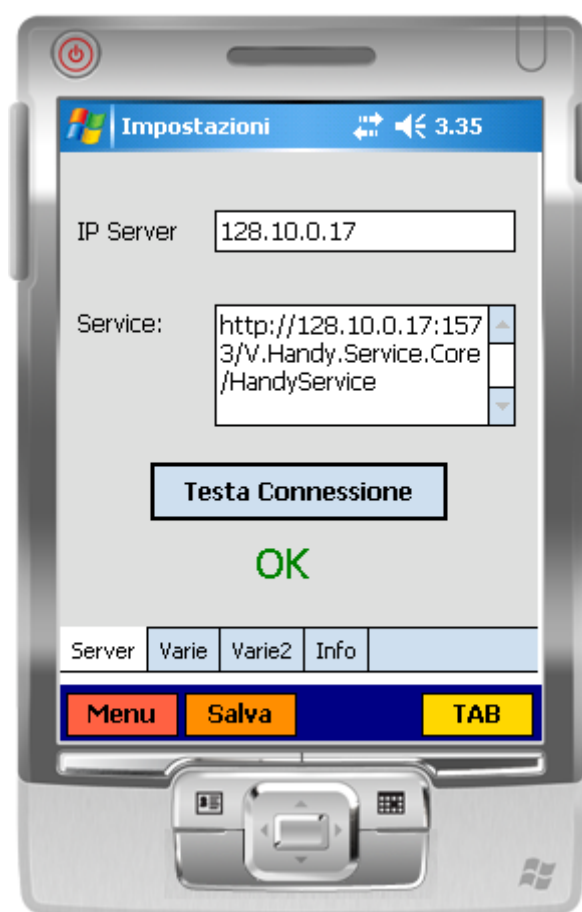 Impostazioni 3.35
IP Server 128.10.0.17
Service: http://128.10.0.17:157
3/V.Handy.Service.Core
/HandyService
Testa Connessione
OK
Server Varie Varie2 Info
Menu Salva TAB